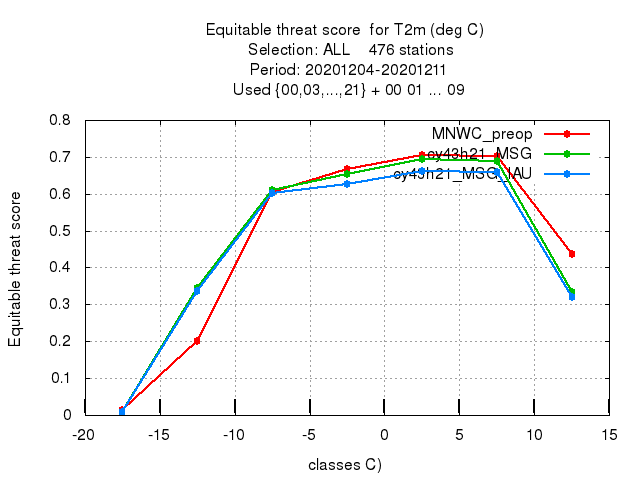 Equitable threat score  for T2m (deg C)
Selection: ALL    476 stations
Period: 20201204-20201211
Used {00,03,...,21} + 00 01 ... 09
MNWC_preop
cy43h21_MSG
cy43h21_MSG_IAU
Equitable threat score
0.8
0.7
0.6
0.5
0.4
0.3
0.2
0.1
0
-20 -15 -10 -5 0 5 10 15
classes C)